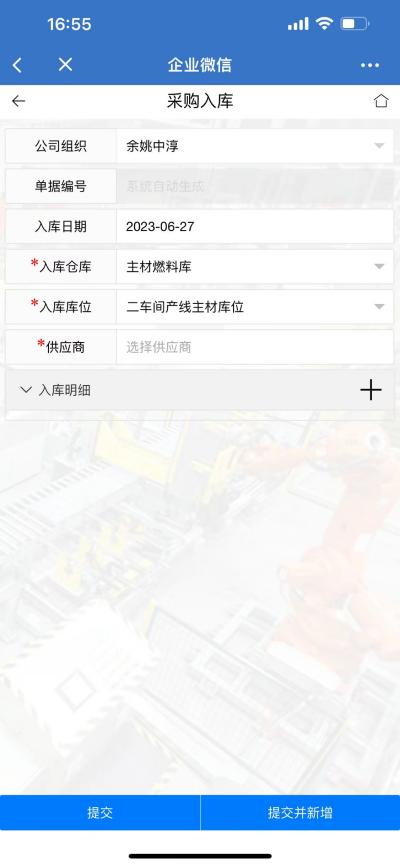 16:55
企业微信
采购入库
公司组织 余姚中淳
单据编号 系统自动生成
入库日期 2023-06-27
*入库仓库 主材燃料库
*入库库位 二车间产线主材库位
*供应商 选择供应商
入库明细
提交 提交并新增